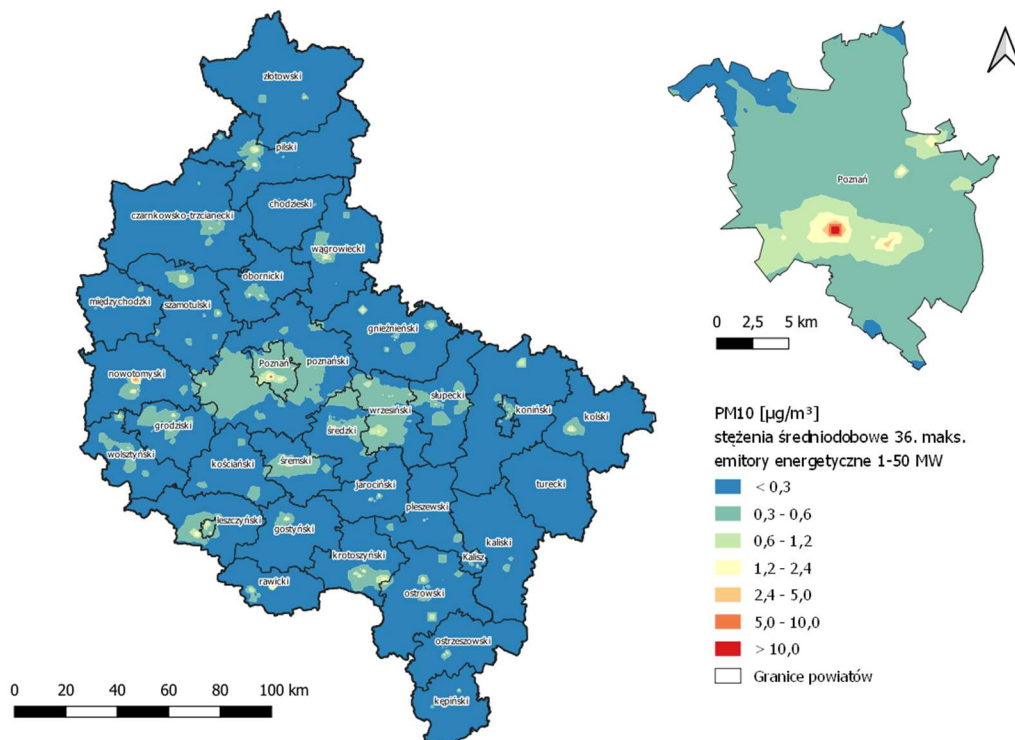 złotowski
pilski
chodzieski
czarnkowsko-trzcianecki
wągrowiecki
obornicki
międzychodzki
szamotulski
gnieźnieński
Poznań
poznański
nowotomyski
słupecki
wrzesiński
koniński
kolski
grodziski
średzki
wolsztyński
kościański
śremski
turecki
jarociński
pleszewski
leszczyński
gostyński
kaliski
krotoszyński
Kalisz
rawicki
ostrowski
ostrzeszowski
kępiński
0 20 40 60 80 100 km
Poznań
0 2,5 5 km
PM10 [µg/m³]
stężenia średniodobowe 36. maks.
emitory energetyczne 1-50 MW
< 0,3
0,3 - 0,6
0,6 - 1,2
1,2 - 2,4
2,4 - 5,0
5,0 - 10,0
> 10,0
Granice powiatów